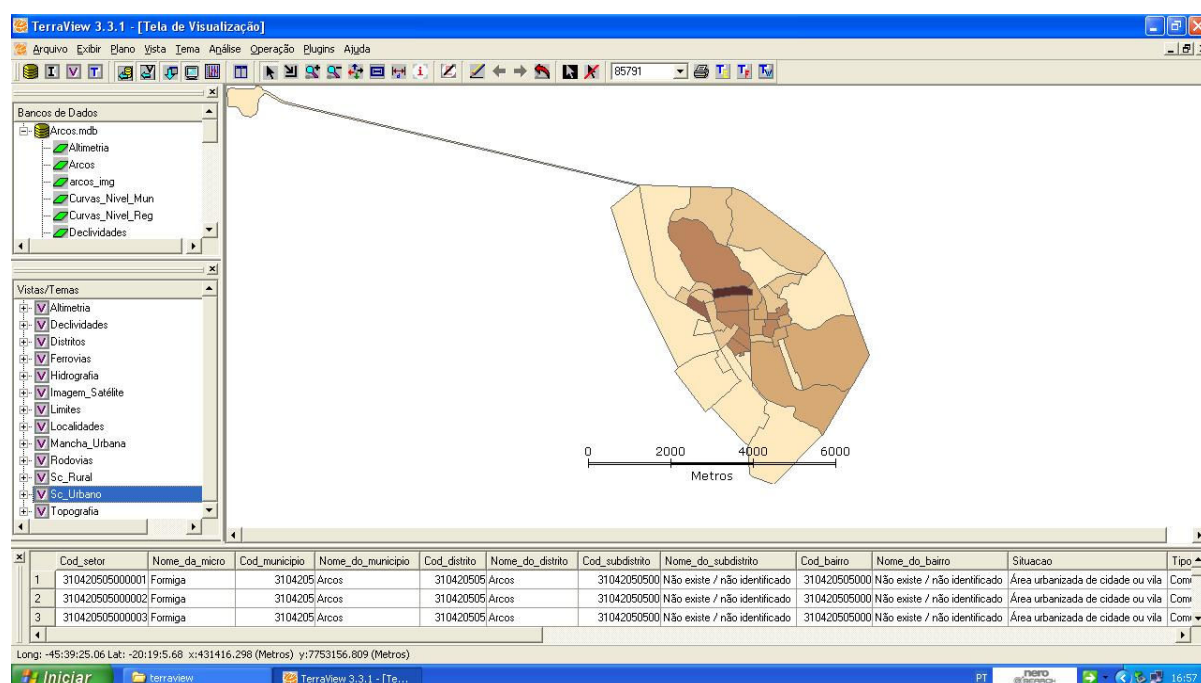 TerraView 3.3.1 - [Tela de Visualização]
Arquivo Exibir Plano Vista Tema Análise Operação Plugins Ajuda
I V T 85791
Bancos de Dados
Arcos.mdb
Altimetria
Arcos
arcos_img
Curvas_Nivel_Mun
Curvas_Nivel_Reg
Declividades
Vistas/Temas
Altimetria
Declividades
Distritos
Ferrovias
Hidrografia
Imagem_Satélite
Limites
Localidades
Mancha_Urbana
Rodovias
Sc_Rural
Sc_Urbano
Topografia
0 2000 4000 6000
Metros
Cod_setor Nome_da_micro Cod_municipio Nome_do_municipio Cod_distrito Nome_do_distrito Cod_subdistrito Nome_do_subdistrito Cod_bairro Nome_do_bairro Situacao Tipo
1 310420505000001 Formiga 3104205 Arcos 310420505 Arcos 31042050500 Não existe / não identificado 310420505000 Não existe / não identificado Área urbanizada de cidade ou vila
2 310420505000002 Formiga 3104205 Arcos 310420505 Arcos 31042050500 Não existe / não identificado 310420505000 Não existe / não identificado Área urbanizada de cidade ou vila
3 310420505000003 Formiga 3104205 Arcos 310420505 Arcos 31042050500 Não existe / não identificado 310420505000 Não existe / não identificado Área urbanizada de cidade ou vila
Long: -45:39:25.06 Lat: -20:19:5.68 x:431416.298 (Metros) y:7753156.809 (Metros)
Iniciar terraview TerraView 3.3.1 - [Te... PT nero SEARCH 16:57